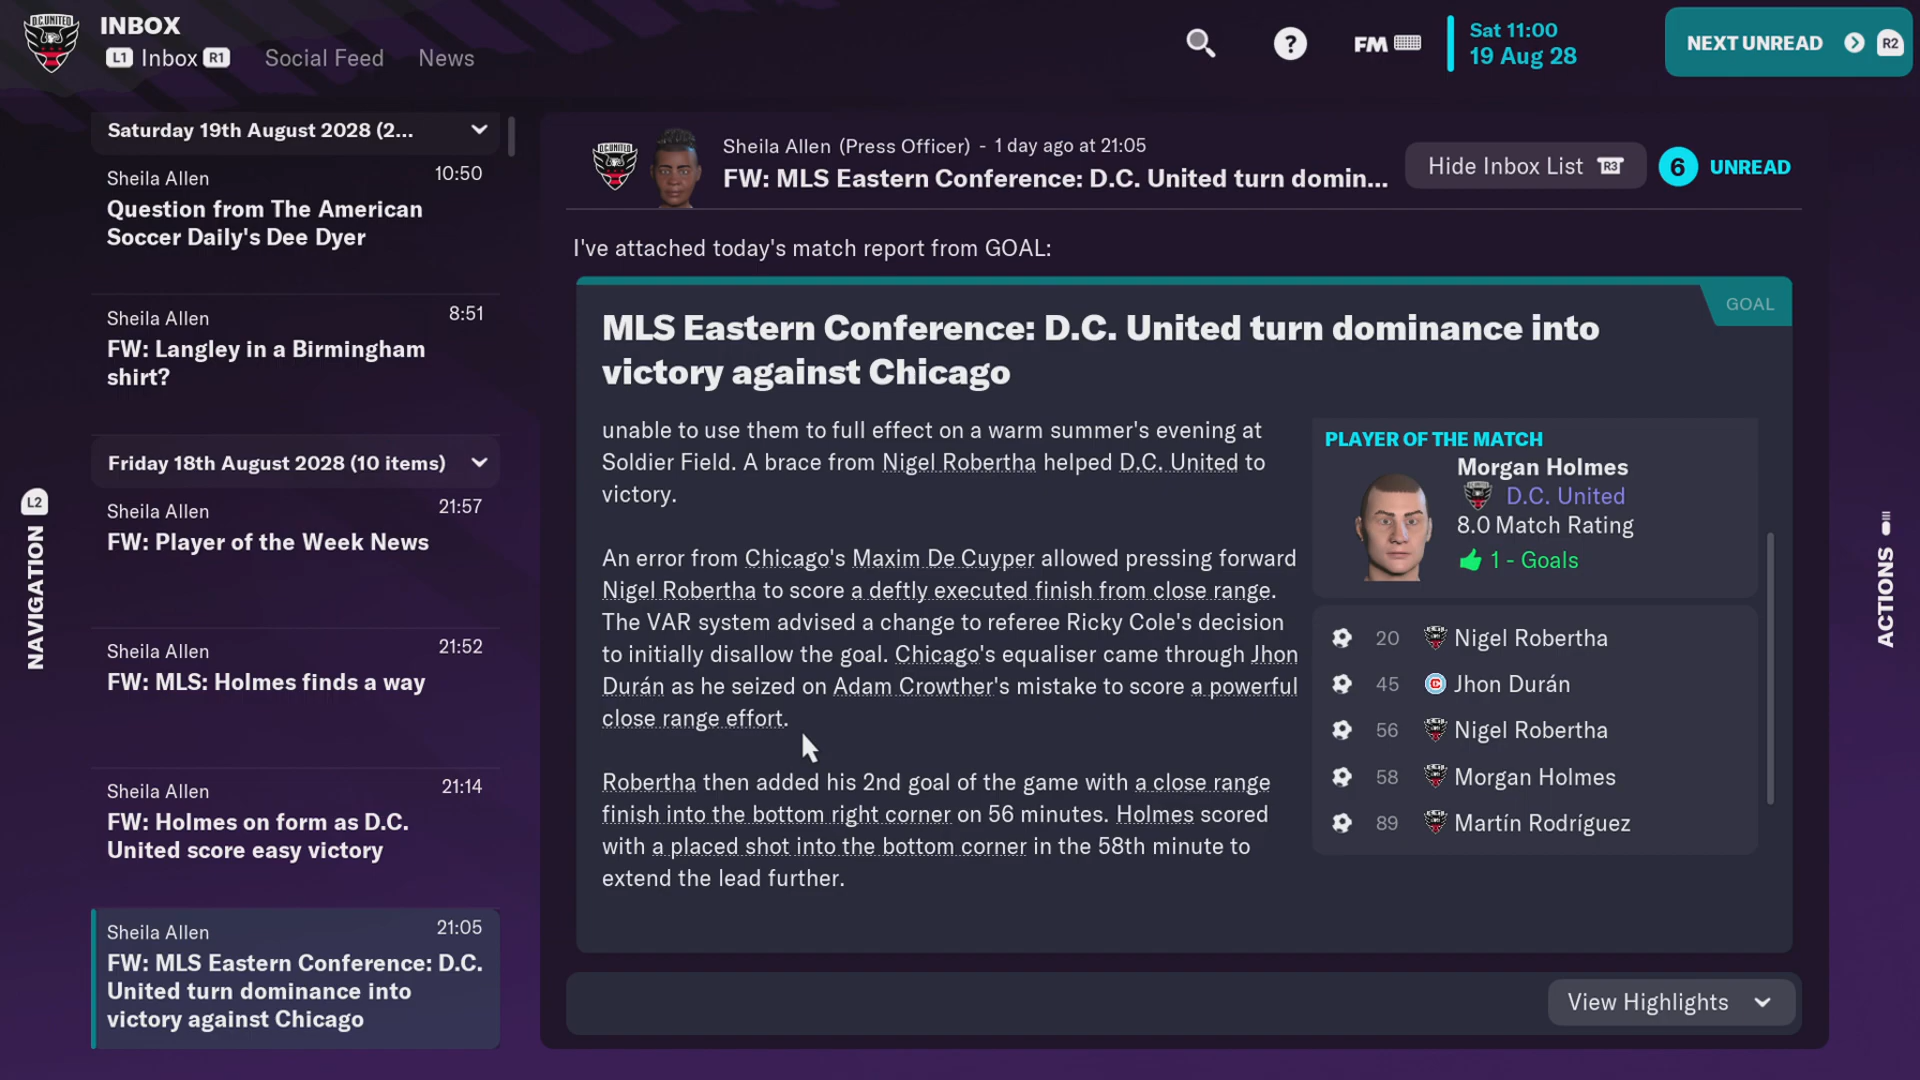 INBOX
L1 Inbox R1 Social Feed News
FM
Sat 11:00
19 Aug 28
NEXT UNREAD R2
Saturday 19th August 2028 (2...
Sheila Allen 10:50
Question from The American
Soccer Daily's Dee Dyer
Sheila Allen 8:51
FW: Langley in a Birmingham
shirt?
Friday 18th August 2028 (10 items)
Sheila Allen 21:57
FW: Player of the Week News
Sheila Allen 21:52
FW: MLS: Holmes finds a way
Sheila Allen 21:14
FW: Holmes on form as D.C.
United score easy victory
Sheila Allen 21:05
FW: MLS Eastern Conference: D.C.
United turn dominance into
victory against Chicago
L2
NAVIGATION
Sheila Allen (Press Officer) - 1 day ago at 21:05
FW: MLS Eastern Conference: D.C. United turn domin...
Hide Inbox List R3
6 UNREAD
I've attached today's match report from GOAL:
GOAL
MLS Eastern Conference: D.C. United turn dominance into
victory against Chicago
unable to use them to full effect on a warm summer's evening at
Soldier Field. A brace from Nigel Robertha helped D.C. United to
victory.
An error from Chicago's Maxim De Cuyper allowed pressing forward
Nigel Robertha to score a deftly executed finish from close range.
The VAR system advised a change to referee Ricky Cole's decision
to initially disallow the goal. Chicago's equaliser came through Jhon
Durán as he seized on Adam Crowther's mistake to score a powerful
close range effort.
Robertha then added his 2nd goal of the game with a close range
finish into the bottom right corner on 56 minutes. Holmes scored
with a placed shot into the bottom corner in the 58th minute to
extend the lead further.
PLAYER OF THE MATCH
Morgan Holmes
D.C. United
8.0 Match Rating
1 - Goals
20 Nigel Robertha
45 Jhon Durán
56 Nigel Robertha
58 Morgan Holmes
89 Martín Rodríguez
View Highlights
ACTIONS